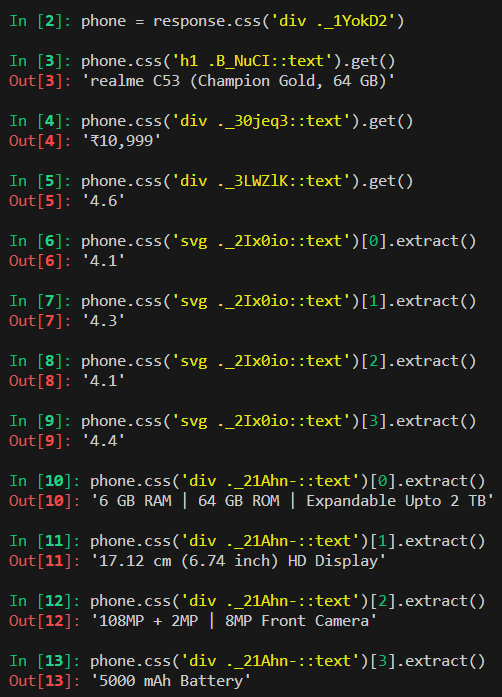 In [2]: phone = response.css('div ._1YokD2')
In [3]: phone.css('h1 .B_NuCI::text').get()
Out[3]: 'realme C53 (Champion Gold, 64 GB)'
In [4]: phone.css('div ._30jeq3::text').get()
Out[4]: '₹10,999'
In [5]: phone.css('div ._3LWZlK::text').get()
Out[5]: '4.6'
In [6]: phone.css('svg ._2Ix0io::text')[0].extract()
Out[6]: '4.1'
In [7]: phone.css('svg ._2Ix0io::text')[1].extract()
Out[7]: '4.3'
In [8]: phone.css('svg ._2Ix0io::text')[2].extract()
Out[8]: '4.1'
In [9]: phone.css('svg ._2Ix0io::text')[3].extract()
Out[9]: '4.4'
In [10]: phone.css('div ._21Ahn-::text')[0].extract()
Out[10]: '6 GB RAM | 64 GB ROM | Expandable Upto 2 TB'
In [11]: phone.css('div ._21Ahn-::text')[1].extract()
Out[11]: '17.12 cm (6.74 inch) HD Display'
In [12]: phone.css('div ._21Ahn-::text')[2].extract()
Out[12]: '108MP + 2MP | 8MP Front Camera'
In [13]: phone.css('div ._21Ahn-::text')[3].extract()
Out[13]: '5000 mAh Battery'